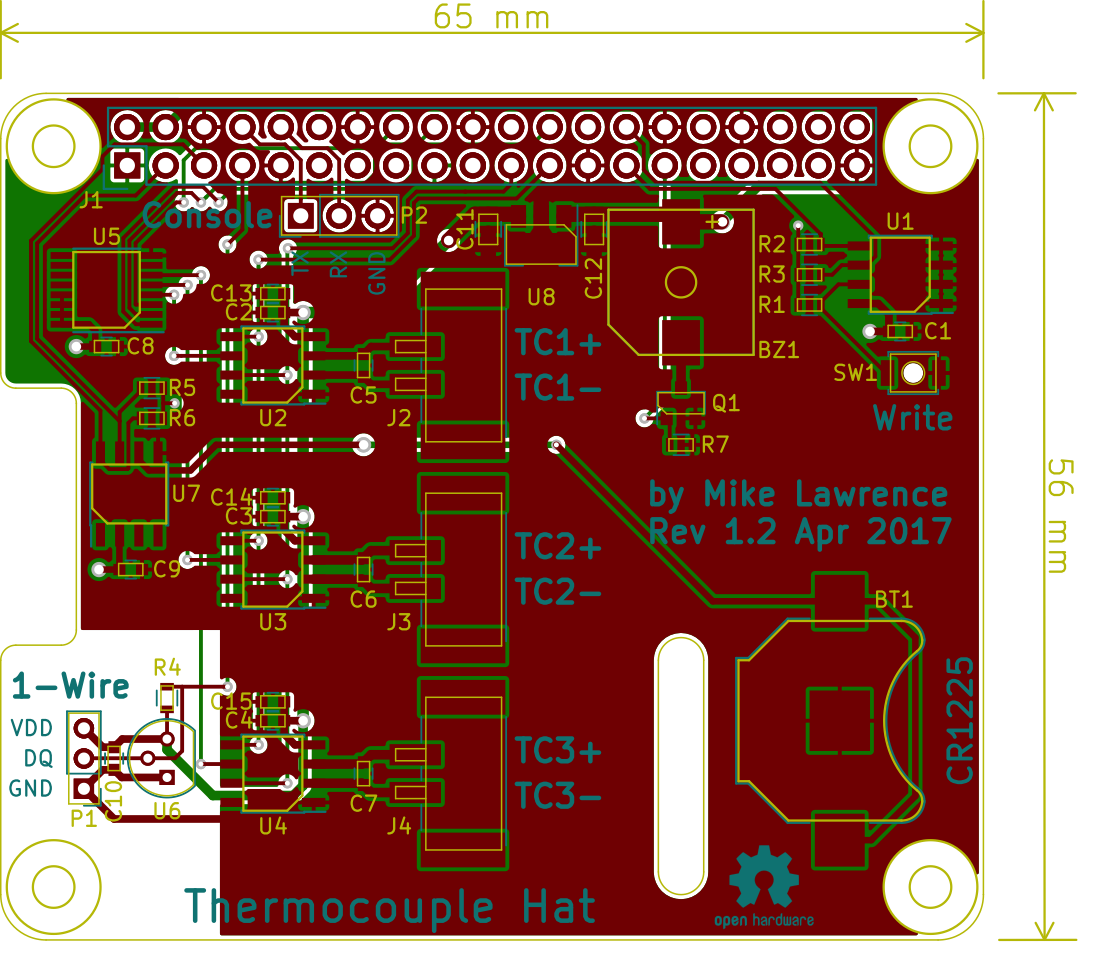 65 mm
J1
Console
P2
TX
RX
GND
C11
C12
U8
+
R2
R3
R1
U1
C1
U5
C13
C2
C8
R5
R6
U2
C5
J2
TC1+
TC1-
BZ1
SW1
Write
Q1
R7
56 mm
U7
C14
C3
C9
U3
C6
J3
TC2+
TC2-
by Mike Lawrence
Rev 1.2 Apr 2017
BT1
CR1225
1-Wire
R4
VDD
DQ
GND
P1
C10
U6
C15
C4
U4
C7
J4
TC3+
TC3-
Thermocouple Hat
open hardware